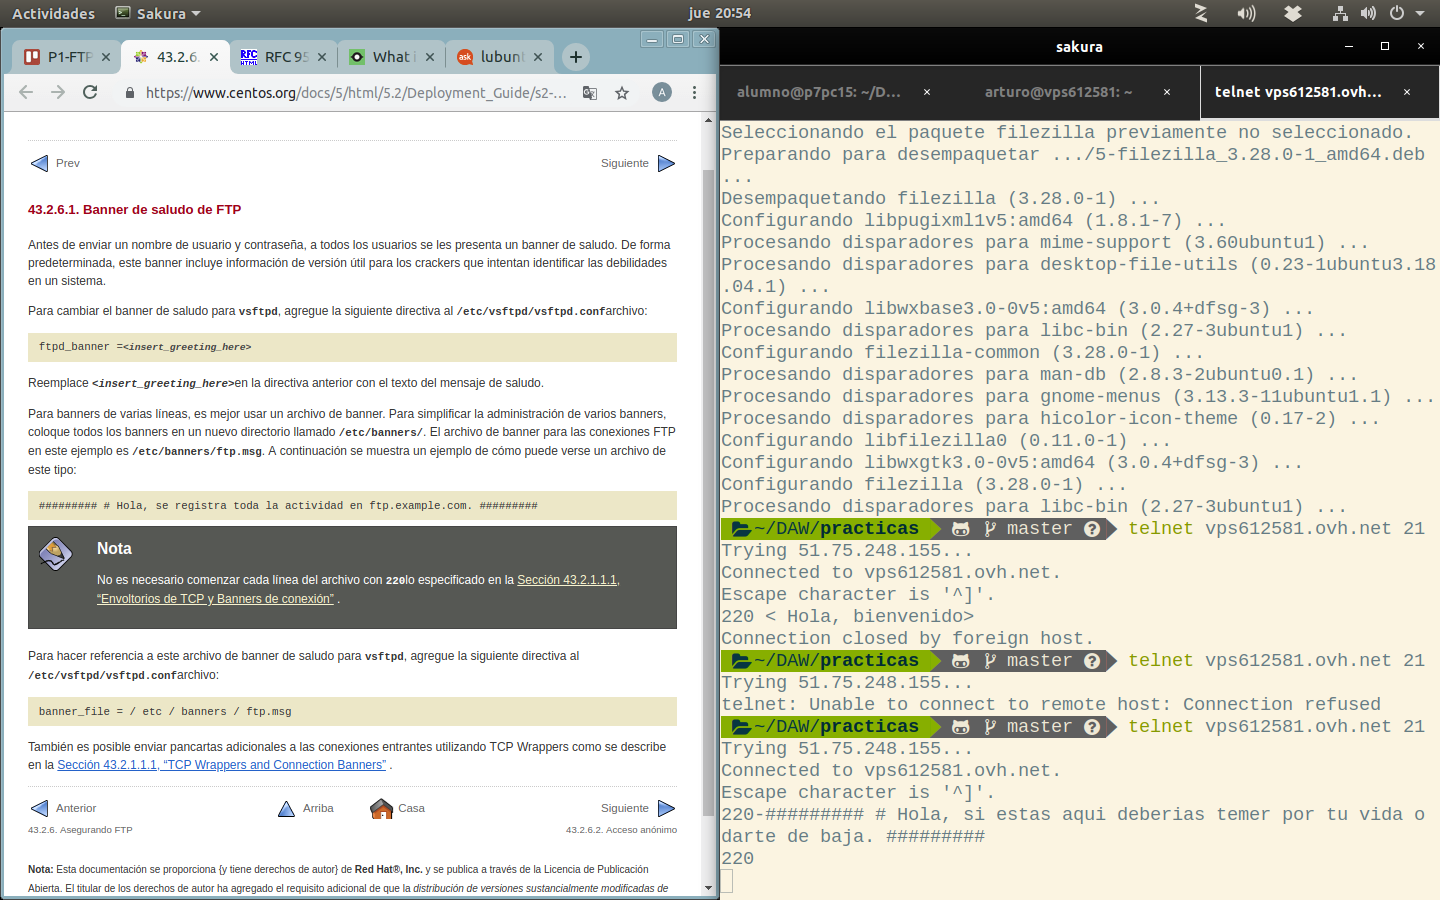 Actividades
Sakura
jue 20:54
P1-FTP
43.2.6.
RFC 95
What i
lubunt
https://www.centos.org/docs/5/html/5.2/Deployment_Guide/s2-...
A
Prev
Siguiente
43.2.6.1. Banner de saludo de FTP
Antes de enviar un nombre de usuario y contraseña, a todos los usuarios se les presenta un banner de saludo. De forma
predeterminada, este banner incluye información de versión útil para los crackers que intentan identificar las debilidades
en un sistema.
Para cambiar el banner de saludo para vsftpd, agregue la siguiente directiva al /etc/vsftpd/vsftpd.confarchivo:
ftpd_banner =<insert_greeting_here>
Reemplace <insert_greeting_here>en la directiva anterior con el texto del mensaje de saludo.
Para banners de varias líneas, es mejor usar un archivo de banner. Para simplificar la administración de varios banners,
coloque todos los banners en un nuevo directorio llamado /etc/banners/. El archivo de banner para las conexiones FTP
en este ejemplo es /etc/banners/ftp.msg. A continuación se muestra un ejemplo de cómo puede verse un archivo de
este tipo:
######### # Hola, se registra toda la actividad en ftp.example.com. #########
Nota
No es necesario comenzar cada línea del archivo con 220lo especificado en la Sección 43.2.1.1.1,
“Envoltorios de TCP y Banners de conexión” .
Para hacer referencia a este archivo de banner de saludo para vsftpd, agregue la siguiente directiva al
/etc/vsftpd/vsftpd.confarchivo:
banner_file = / etc / banners / ftp.msg
También es posible enviar pancartas adicionales a las conexiones entrantes utilizando TCP Wrappers como se describe
en la Sección 43.2.1.1.1, “TCP Wrappers and Connection Banners” .
Anterior
Arriba
Casa
Siguiente
43.2.6. Asegurando FTP
43.2.6.2. Acceso anónimo
Nota: Esta documentación se proporciona {y tiene derechos de autor} de Red Hat®, Inc. y se publica a través de la Licencia de Publicación
Abierta. El titular de los derechos de autor ha agregado el requisito adicional de que la distribución de versiones sustancialmente modificadas de
sakura
alumno@p7pc15: ~/D...
arturo@vps612581: ~
telnet vps612581.ovh...
Seleccionando el paquete filezilla previamente no seleccionado.
Preparando para desempaquetar .../5-filezilla_3.28.0-1_amd64.deb
...
Desempaquetando filezilla (3.28.0-1) ...
Configurando libpugixml1v5:amd64 (1.8.1-7) ...
Procesando disparadores para mime-support (3.60ubuntu1) ...
Procesando disparadores para desktop-file-utils (0.23-1ubuntu3.18
.04.1) ...
Configurando libwxbase3.0-0v5:amd64 (3.0.4+dfsg-3) ...
Procesando disparadores para libc-bin (2.27-3ubuntu1) ...
Configurando filezilla-common (3.28.0-1) ...
Procesando disparadores para man-db (2.8.3-2ubuntu0.1) ...
Procesando disparadores para gnome-menus (3.13.3-11ubuntu1.1) ...
Procesando disparadores para hicolor-icon-theme (0.17-2) ...
Configurando libfilezilla0 (0.11.0-1) ...
Configurando libwxgtk3.0-0v5:amd64 (3.0.4+dfsg-3) ...
Configurando filezilla (3.28.0-1) ...
Procesando disparadores para libc-bin (2.27-3ubuntu1) ...
~/DAW/practicas master ? telnet vps612581.ovh.net 21
Trying 51.75.248.155...
Connected to vps612581.ovh.net.
Escape character is '^]'.
220 < Hola, bienvenido>
Connection closed by foreign host.
~/DAW/practicas master ? telnet vps612581.ovh.net 21
Trying 51.75.248.155...
telnet: Unable to connect to remote host: Connection refused
~/DAW/practicas master ? telnet vps612581.ovh.net 21
Trying 51.75.248.155...
Connected to vps612581.ovh.net.
Escape character is '^]'.
220-######### # Hola, si estas aqui deberias temer por tu vida o
darte de baja. #########
220